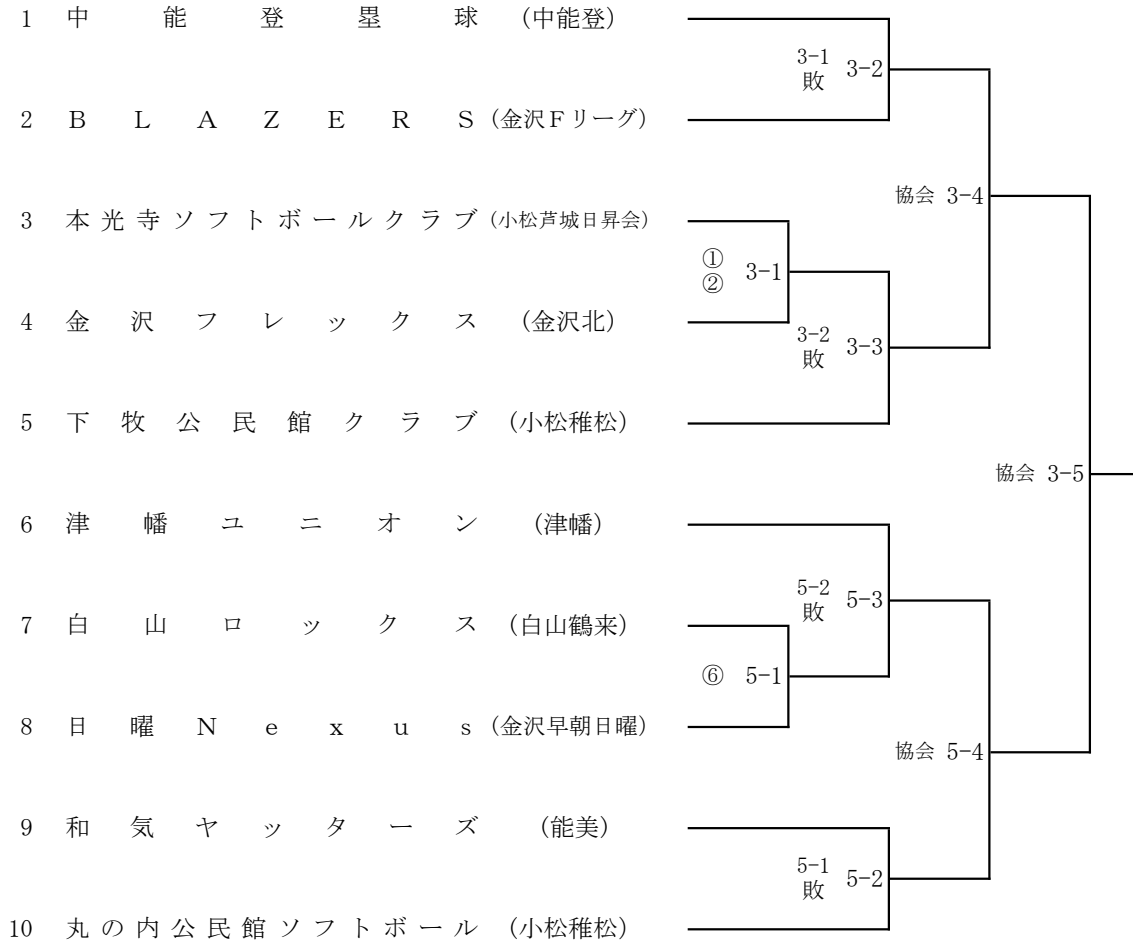 1 中能登塁球 (中能登)
3-1 敗 3-2
2 BLAZERS (金沢Fリーグ)
協会 3-4
3 本光寺ソフトボールクラブ (小松芦城日昇会)
① ② 3-1
4 金沢フレックス (金沢北)
3-2 敗 3-3
5 下牧公民館クラブ (小松稚松)
協会 3-5
6 津幡ユニオン (津幡)
5-2 敗 5-3
7 白山ロックス (白山鶴来)
⑥ 5-1
8 日曜Nexus (金沢早朝日曜)
協会 5-4
9 和気ヤッターズ (能美)
5-1 敗 5-2
10 丸の内公民館ソフトボール (小松稚松)